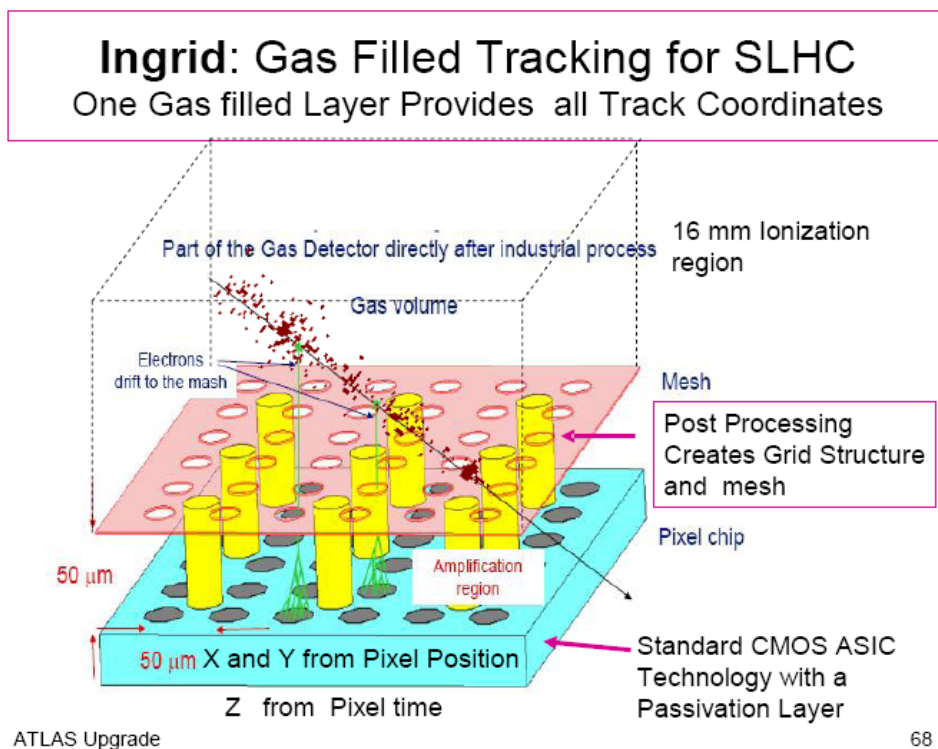 Ingrid: Gas Filled Tracking for SLHC
One Gas filled Layer Provides all Track Coordinates
16 mm Ionization
region
Part of the Gas Detector directly after industrial process
Gas volume
Electrons
drift to the mash
Mesh
Post Processing
Creates Grid Structure
and mesh
Pixel chip
50 μm
Amplification
region
50 μm X and Y from Pixel Position
Standard CMOS ASIC
Technology with a
Passivation Layer
Z from Pixel time
ATLAS Upgrade
68